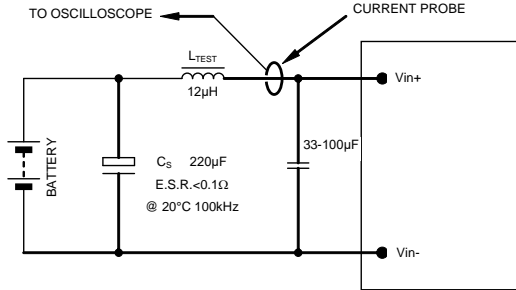 TO OSCILLOSCOPE
CURRENT PROBE
LTEST
12µH
Vin+
BATTERY
CS 220µF
E.S.R.<0.1Ω
@ 20°C 100kHz
33-100µF
Vin-